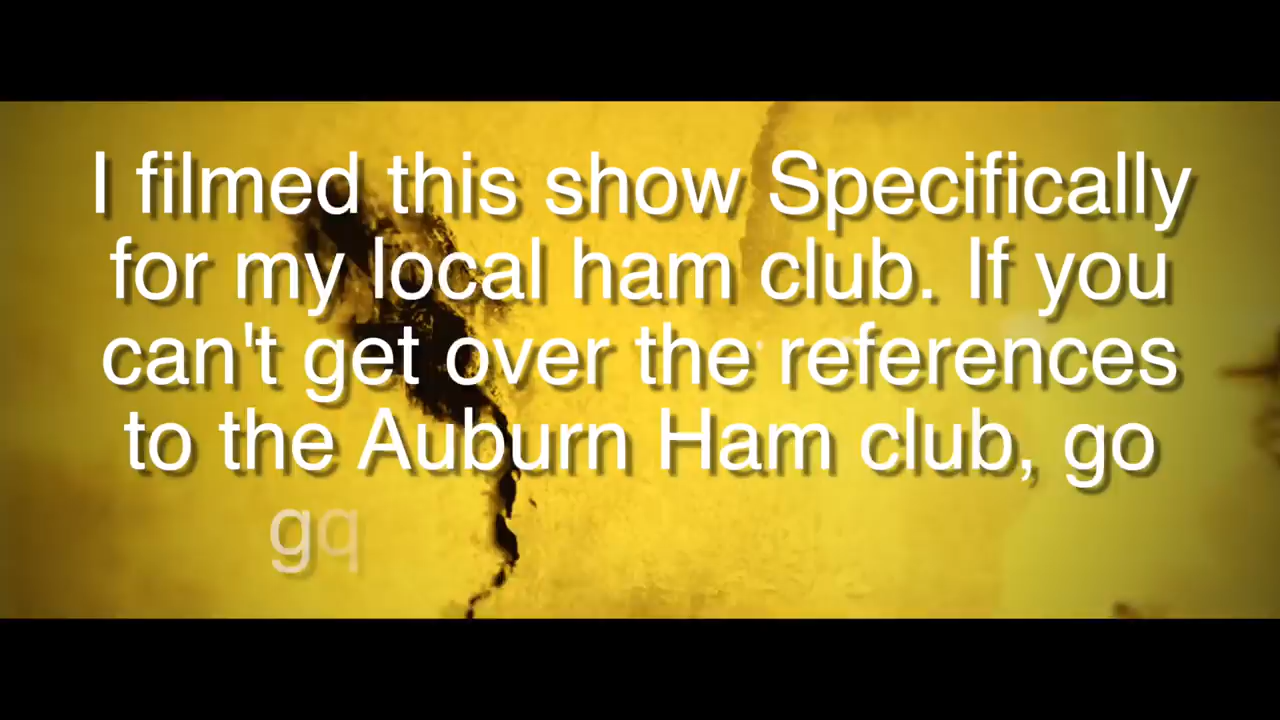 I filmed this show Specifically
for my local ham club. If you
can't get over the references
to the Auburn Ham club, go